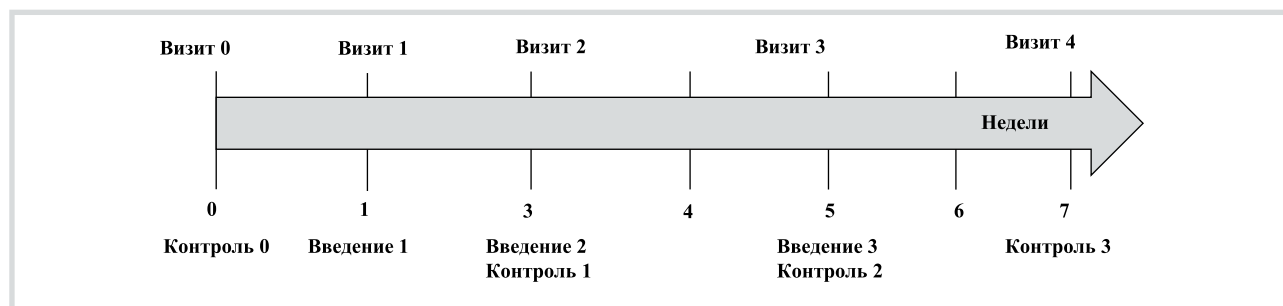 Визит 0 Визит 1 Визит 2 Визит 3 Визит 4
Недели
0 1 3 4 5 6 7
Контроль 0 Введение 1 Введение 2 Введение 3 Контроль 3
Контроль 1 Контроль 2